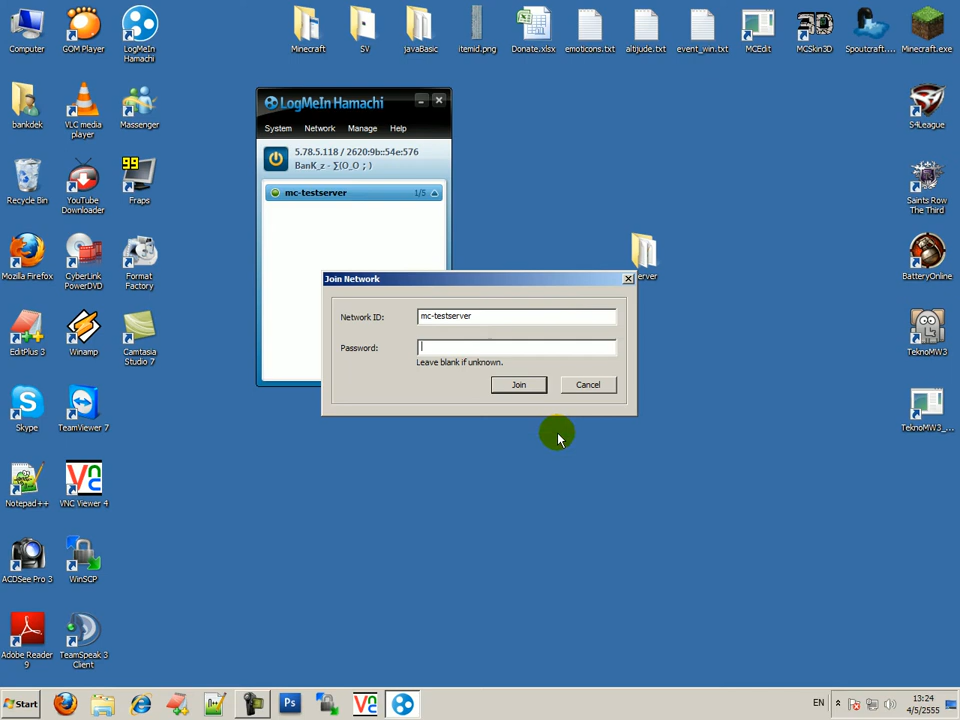 Computer
GOM Player
LogMeIn
Hamachi
Minecraft
SV
javaBasic
itemid.png
Donate.xlsx
emoticons.txt
altijude.txt
event_win.txt
MCEdit
MCSkin3D
Spoutcraft....
Minecraft.exe
bankdek
VLC media
player
Massenger
S4League
Recycle Bin
YouTube
Downloader
99
Fraps
Saints Row
The Third
Mozilla Firefox
CyberLink
PowerDVD
Format
Factory
BatteryOnline
EditPlus 3
Winamp
Camtasia
Studio 7
TeknoMW3
Skype
TeamViewer 7
TeknoMW3_...
Notepad++
VNC Viewer 4
ACDSee Pro 3
WinSCP
Adobe Reader
9
TeamSpeak 3
Client
LogMeIn Hamachi
System Network Manage Help
5.78.5.118 / 2620:9b::54e:576
BanK_z - ∑(O_O ; )
mc-testserver 1/5
Join Network
Network ID: mc-testserver
Password:
Leave blank if unknown.
Join Cancel
Start
Ps
EN
13:24
4/5/2555